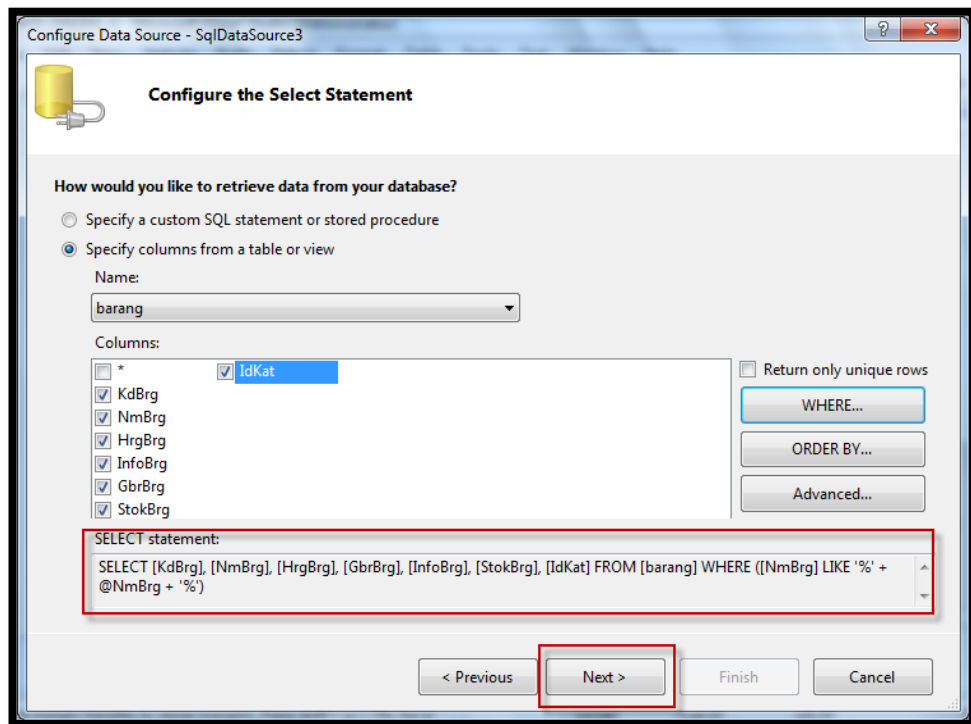 Configure Data Source - SqlDataSource3
Configure the Select Statement
How would you like to retrieve data from your database?
Specify a custom SQL statement or stored procedure
Specify columns from a table or view
Name:
barang
Columns:
*
IdKat
KdBrg
NmBrg
HrgBrg
InfoBrg
GbrBrg
StokBrg
Return only unique rows
WHERE...
ORDER BY...
Advanced...
SELECT statement:
SELECT [KdBrg], [NmBrg], [HrgBrg], [GbrBrg], [InfoBrg], [StokBrg], [IdKat] FROM [barang] WHERE ([NmBrg] LIKE '%' +
@NmBrg + '%')
< Previous
Next >
Finish
Cancel